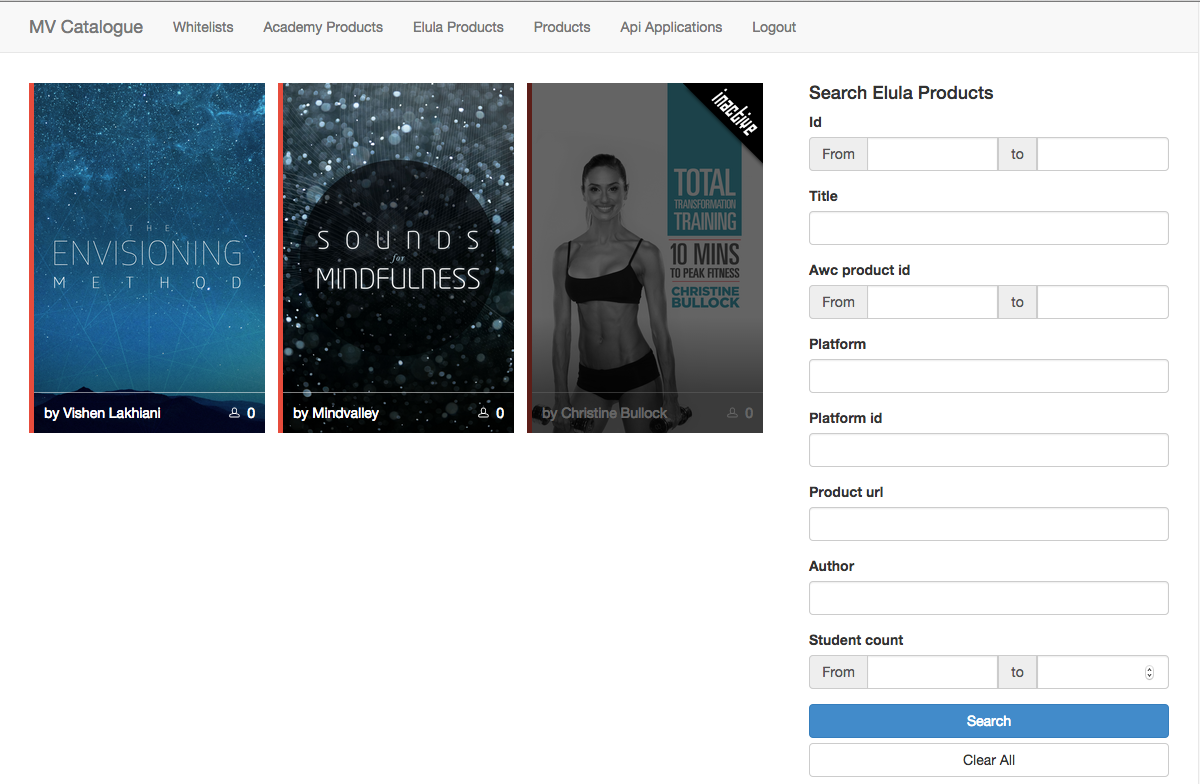 MV Catalogue Whitelists Academy Products Elula Products Products Api Applications Logout
THE
ENVISIONING
METHOD
by Vishen Lakhiani 0
SOUNDS
for
MINDFULNESS
by Mindvalley 0
inactive
TOTAL
TRANSFORMATION
TRAINING
10 MINS
TO PEAK FITNESS
CHRISTINE
BULLOCK
by Christine Bullock 0
Search Elula Products
Id
From to
Title
Awc product id
From to
Platform
Platform id
Product url
Author
Student count
From to
Search
Clear All